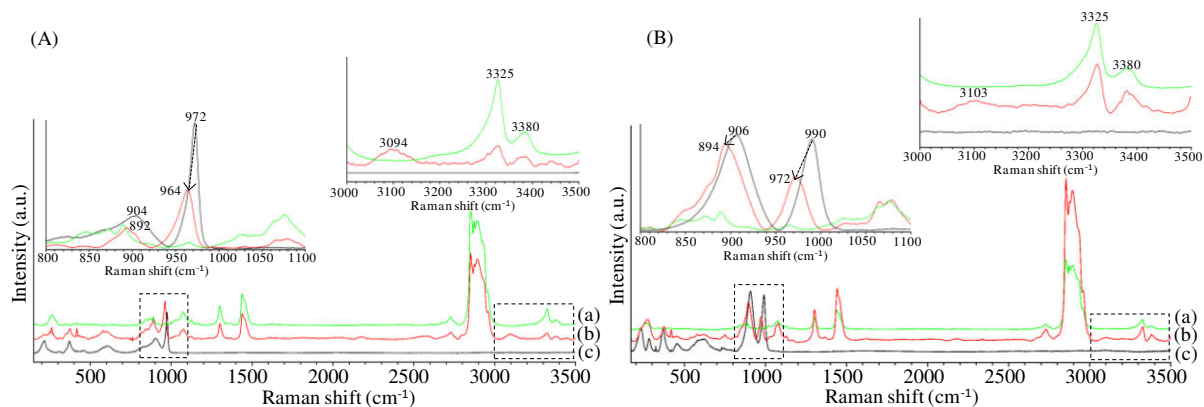 (A)
3325
3380
3094
3000 3100 3200 3300 3400 3500
Raman shift (cm-1)
972
964
904
892
800 850 900 950 1000 1050 1100
Raman shift (cm-1)
Intensity (a.u.)
(a)
(b)
(c)
500 1000 1500 2000 2500 3000 3500
Raman shift (cm-1)
(B)
3325
3380
3103
3000 3100 3200 3300 3400 3500
Raman shift (cm-1)
906
990
894
972
800 850 900 950 1000 1050 1100
Raman shift (cm-1)
Intensity (a.u.)
(a)
(b)
(c)
500 1000 1500 2000 2500 3000 3500
Raman shift (cm-1)